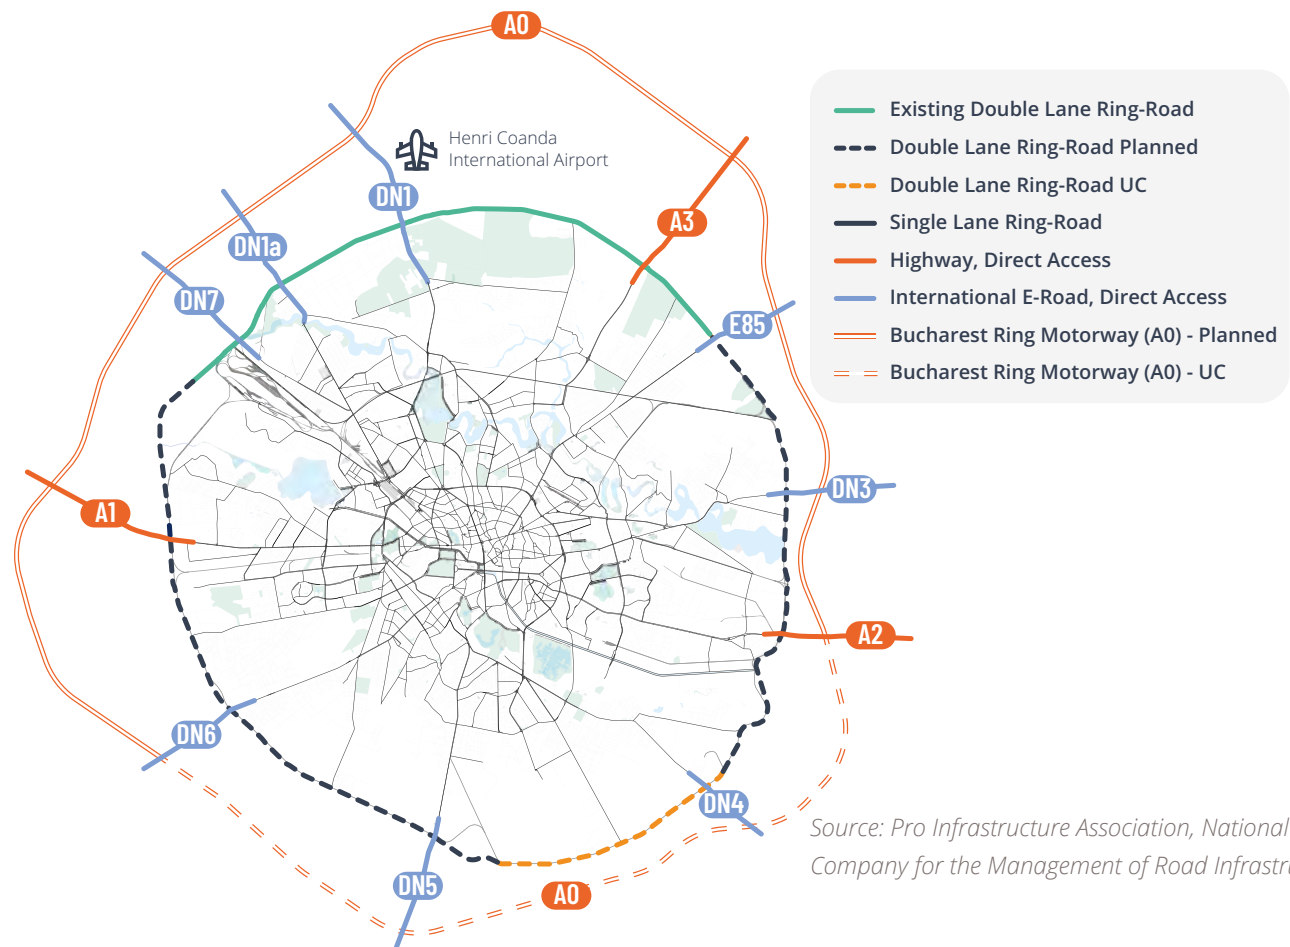 A0
Henri Coanda
International Airport
DN1
A3
DN1a
DN7
E85
DN3
A1
A2
DN6
DN4
DN5
A0
Existing Double Lane Ring-Road
Double Lane Ring-Road Planned
Double Lane Ring-Road UC
Single Lane Ring-Road
Highway, Direct Access
International E-Road, Direct Access
Bucharest Ring Motorway (A0) - Planned
Bucharest Ring Motorway (A0) - UC
Source: Pro Infrastructure Association, National
Company for the Management of Road Infrastr